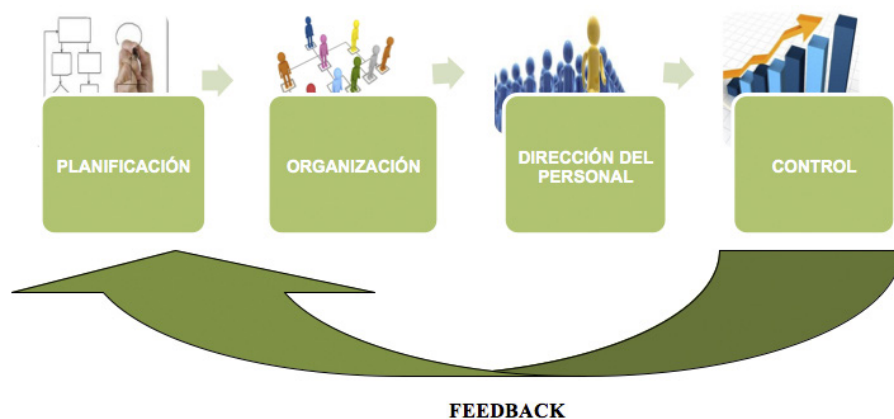 PLANIFICACIÓN
ORGANIZACIÓN
DIRECCIÓN DEL
PERSONAL
CONTROL
FEEDBACK